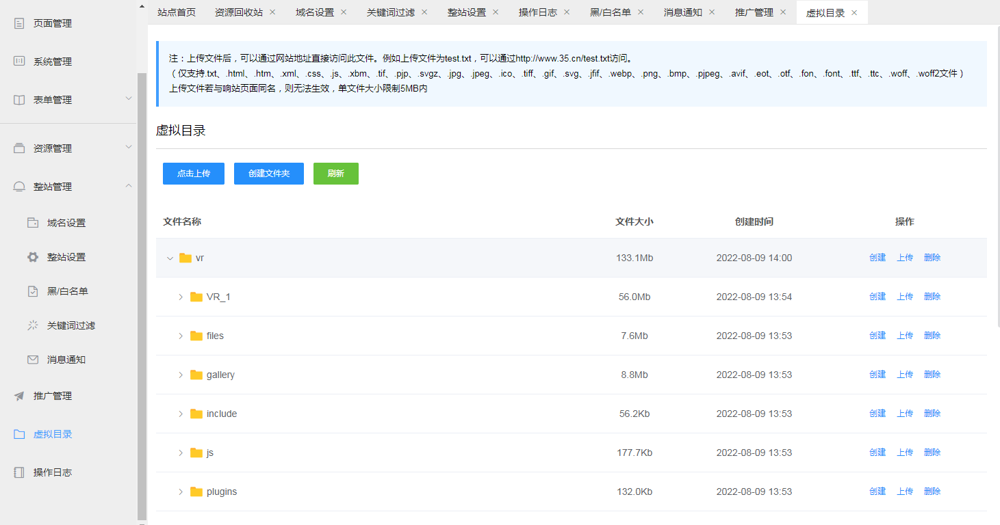 站点首页 资源回收站 域名设置 关键词过滤 整站设置 操作日志 黑/白名单 消息通知 推广管理 虚拟目录
页面管理
系统管理
表单管理
资源管理
整站管理
域名设置
整站设置
黑/白名单
关键词过滤
消息通知
推广管理
虚拟目录
操作日志
注：上传文件后，可以通过网站地址直接访问此文件。例如上传文件为test.txt，可以通过http://www.35.cn/test.txt访问。
（仅支持.txt、.html、.htm、.xml、.css、.js、.xbm、.tif、.pjp、.svgz、.jpg、.jpeg、.ico、.tiff、.gif、.svg、.jfif、.webp、.png、.bmp、.pjpeg、.avif、.eot、.otf、.fon、.font、.ttf、.ttc、.woff、.woff2文件）
上传文件若与响站页面同名，则无法生效，单文件大小限制5MB内
虚拟目录
点击上传 创建文件夹 刷新
文件名称 文件大小 创建时间 操作
vr 133.1Mb 2022-08-09 14:00 创建 上传 删除
VR_1 56.0Mb 2022-08-09 13:54 创建 上传 删除
files 7.6Mb 2022-08-09 13:53 创建 上传 删除
gallery 8.8Mb 2022-08-09 13:53 创建 上传 删除
include 56.2Kb 2022-08-09 13:53 创建 上传 删除
js 177.7Kb 2022-08-09 13:53 创建 上传 删除
plugins 132.0Kb 2022-08-09 13:53 创建 上传 删除